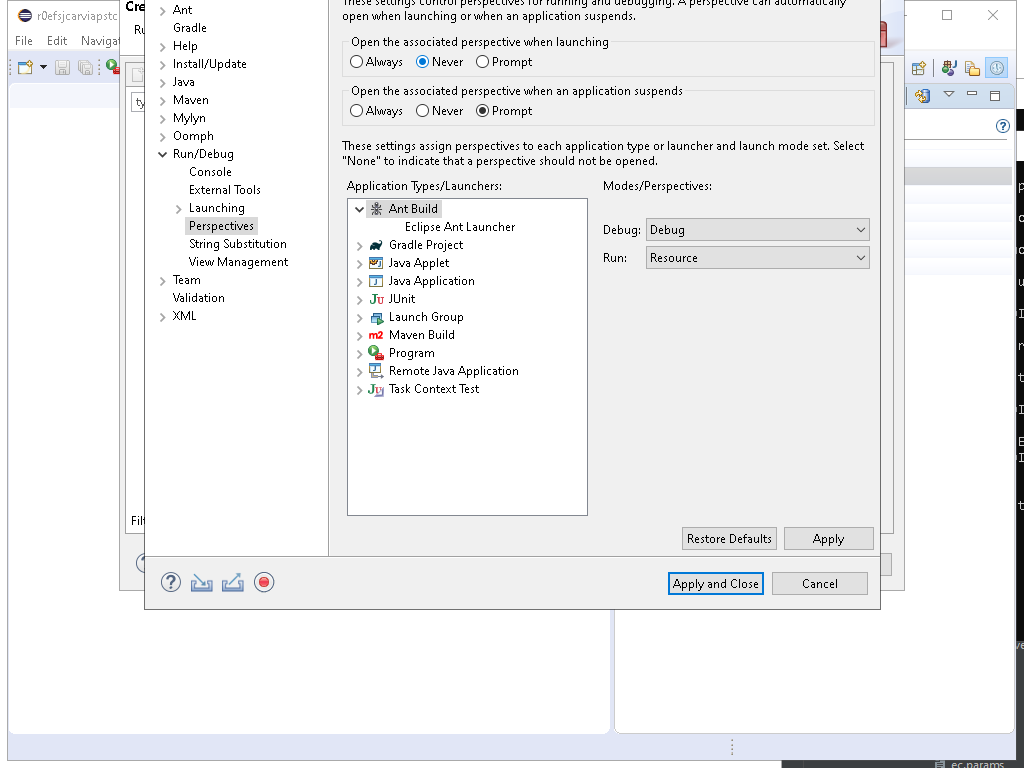 r0efsjcarviapstc
Cre
File Edit Navigat
Ru
ty
Filt
Ant
Gradle
Help
Install/Update
Java
Maven
Mylyn
Oomph
Run/Debug
Console
External Tools
Launching
Perspectives
String Substitution
View Management
Team
Validation
XML
These settings control perspectives for running and debugging. A perspective can automatically
open when launching or when an application suspends.
Open the associated perspective when launching
Always Never Prompt
Open the associated perspective when an application suspends
Always Never Prompt
These settings assign perspectives to each application type or launcher and launch mode set. Select
"None" to indicate that a perspective should not be opened.
Application Types/Launchers:
Modes/Perspectives:
Ant Build
Eclipse Ant Launcher
Gradle Project
Java Applet
Java Application
JUnit
Launch Group
Maven Build
Program
Remote Java Application
Task Context Test
Debug: Debug
Run: Resource
Restore Defaults Apply
Apply and Close Cancel
ec.params